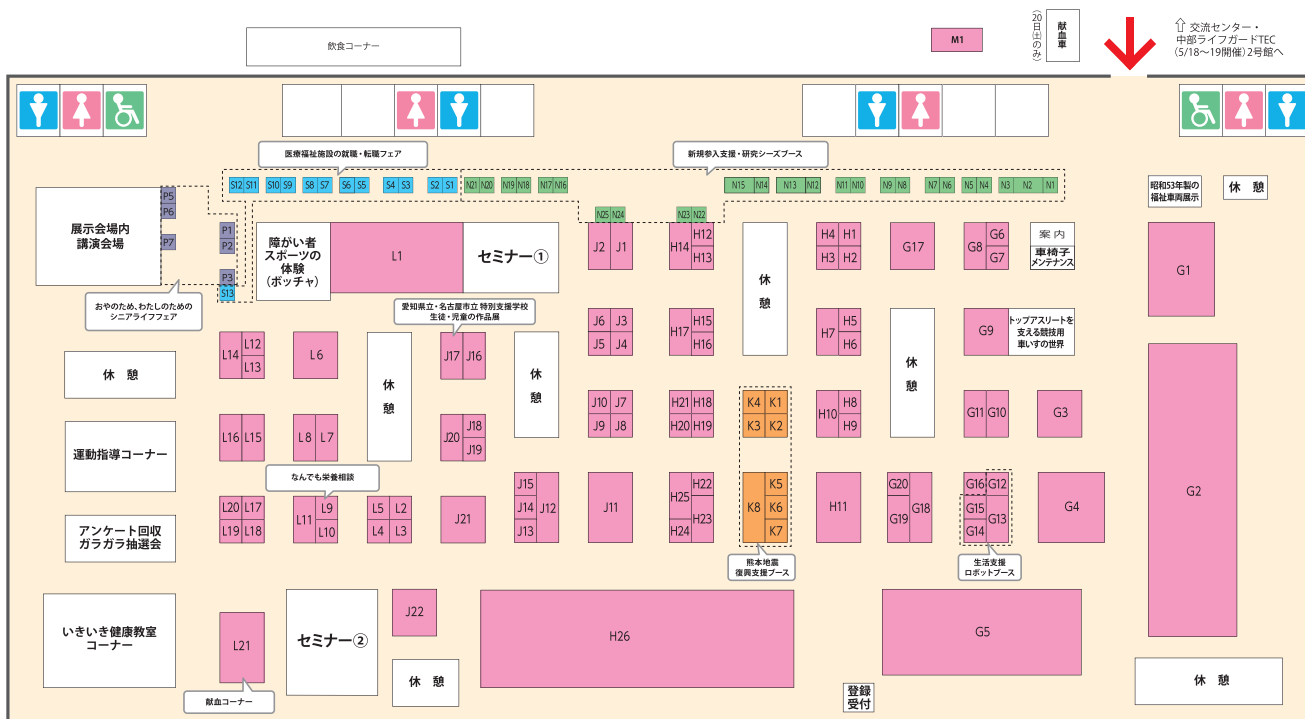 飲食コーナー
M1
(20日(土)のみ)
献血車
⇧ 交流センター・
中部ライフガードTEC
(5/18～19開催)2号館へ
医療福祉施設の就職・転職フェア
新規参入支援・研究シーズブース
S12 S11 S10 S9 S8 S7 S6 S5 S4 S3 S2 S1 N21 N20 N19 N18 N17 N16 N15 N14 N13 N12 N11 N10 N9 N8 N7 N6 N5 N4 N3 N2 N1
昭和53年製の
福祉車両展示
休 憩
展示会場内
講演会場
P5
P6
P7
P1
P2
P3
S13
おやのため、わたしのための
シニアライフフェア
障がい者
スポーツの
体験
(ボッチャ)
L1
セミナー①
N25 N24
J2 J1
N23 N22
H14 H12
H13
休憩
H4 H1
H3 H2
G17
G8 G6
G7
案 内
車椅子
メンテナンス
G1
愛知県立・名古屋市立 特別支援学校
生徒・児童の作品展
休 憩
L14 L12
L13
L6
休憩
J17 J16
休憩
J6 J3
J5 J4
H17 H15
H16
H7 H5
H6
休憩
G9
トップアスリートを
支える競技用
車いすの世界
G2
運動指導コーナー
L16 L15
L8 L7
J20 J18
J19
J10 J7
J9 J8
H21 H18
H20 H19
K4 K1
K3 K2
H10 H8
H9
G11 G10
G3
なんでも栄養相談
アンケート回収
ガラガラ抽選会
L20 L17
L19 L18
L11 L9
L10
L5 L2
L4 L3
J21
J15
J14 J12
J13
J11
H25 H22
H24 H23
K8 K5
K6
K7
H11
G20 G18
G19
G16 G12
G15 G13
G14
G4
熊本地震
復興支援ブース
生活支援
ロボットブース
いきいき健康教室
コーナー
L21
献血コーナー
セミナー②
J22
休 憩
H26
G5
登録
受付
休 憩